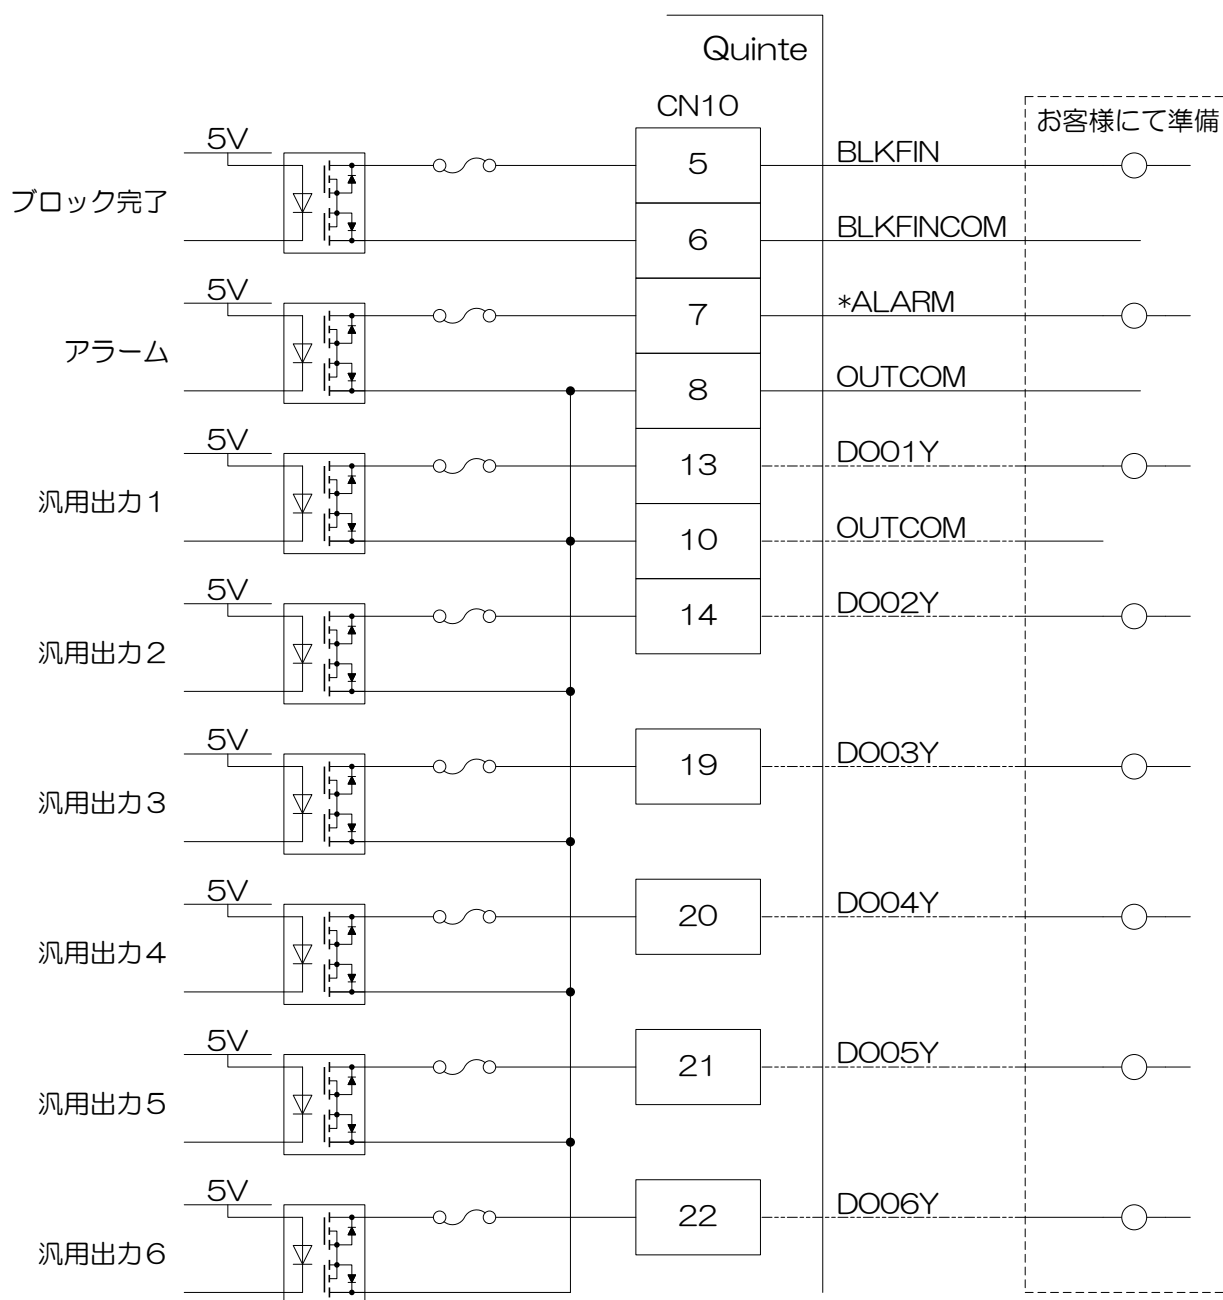 Quinte
CN10
お客様にて準備
5V
ブロック完了
5
BLKFIN
6
BLKFINCOM
5V
アラーム
7
*ALARM
8
OUTCOM
5V
汎用出力1
13
DO01Y
10
OUTCOM
5V
汎用出力2
14
DO02Y
5V
汎用出力3
19
DO03Y
5V
汎用出力4
20
DO04Y
5V
汎用出力5
21
DO05Y
5V
汎用出力6
22
DO06Y